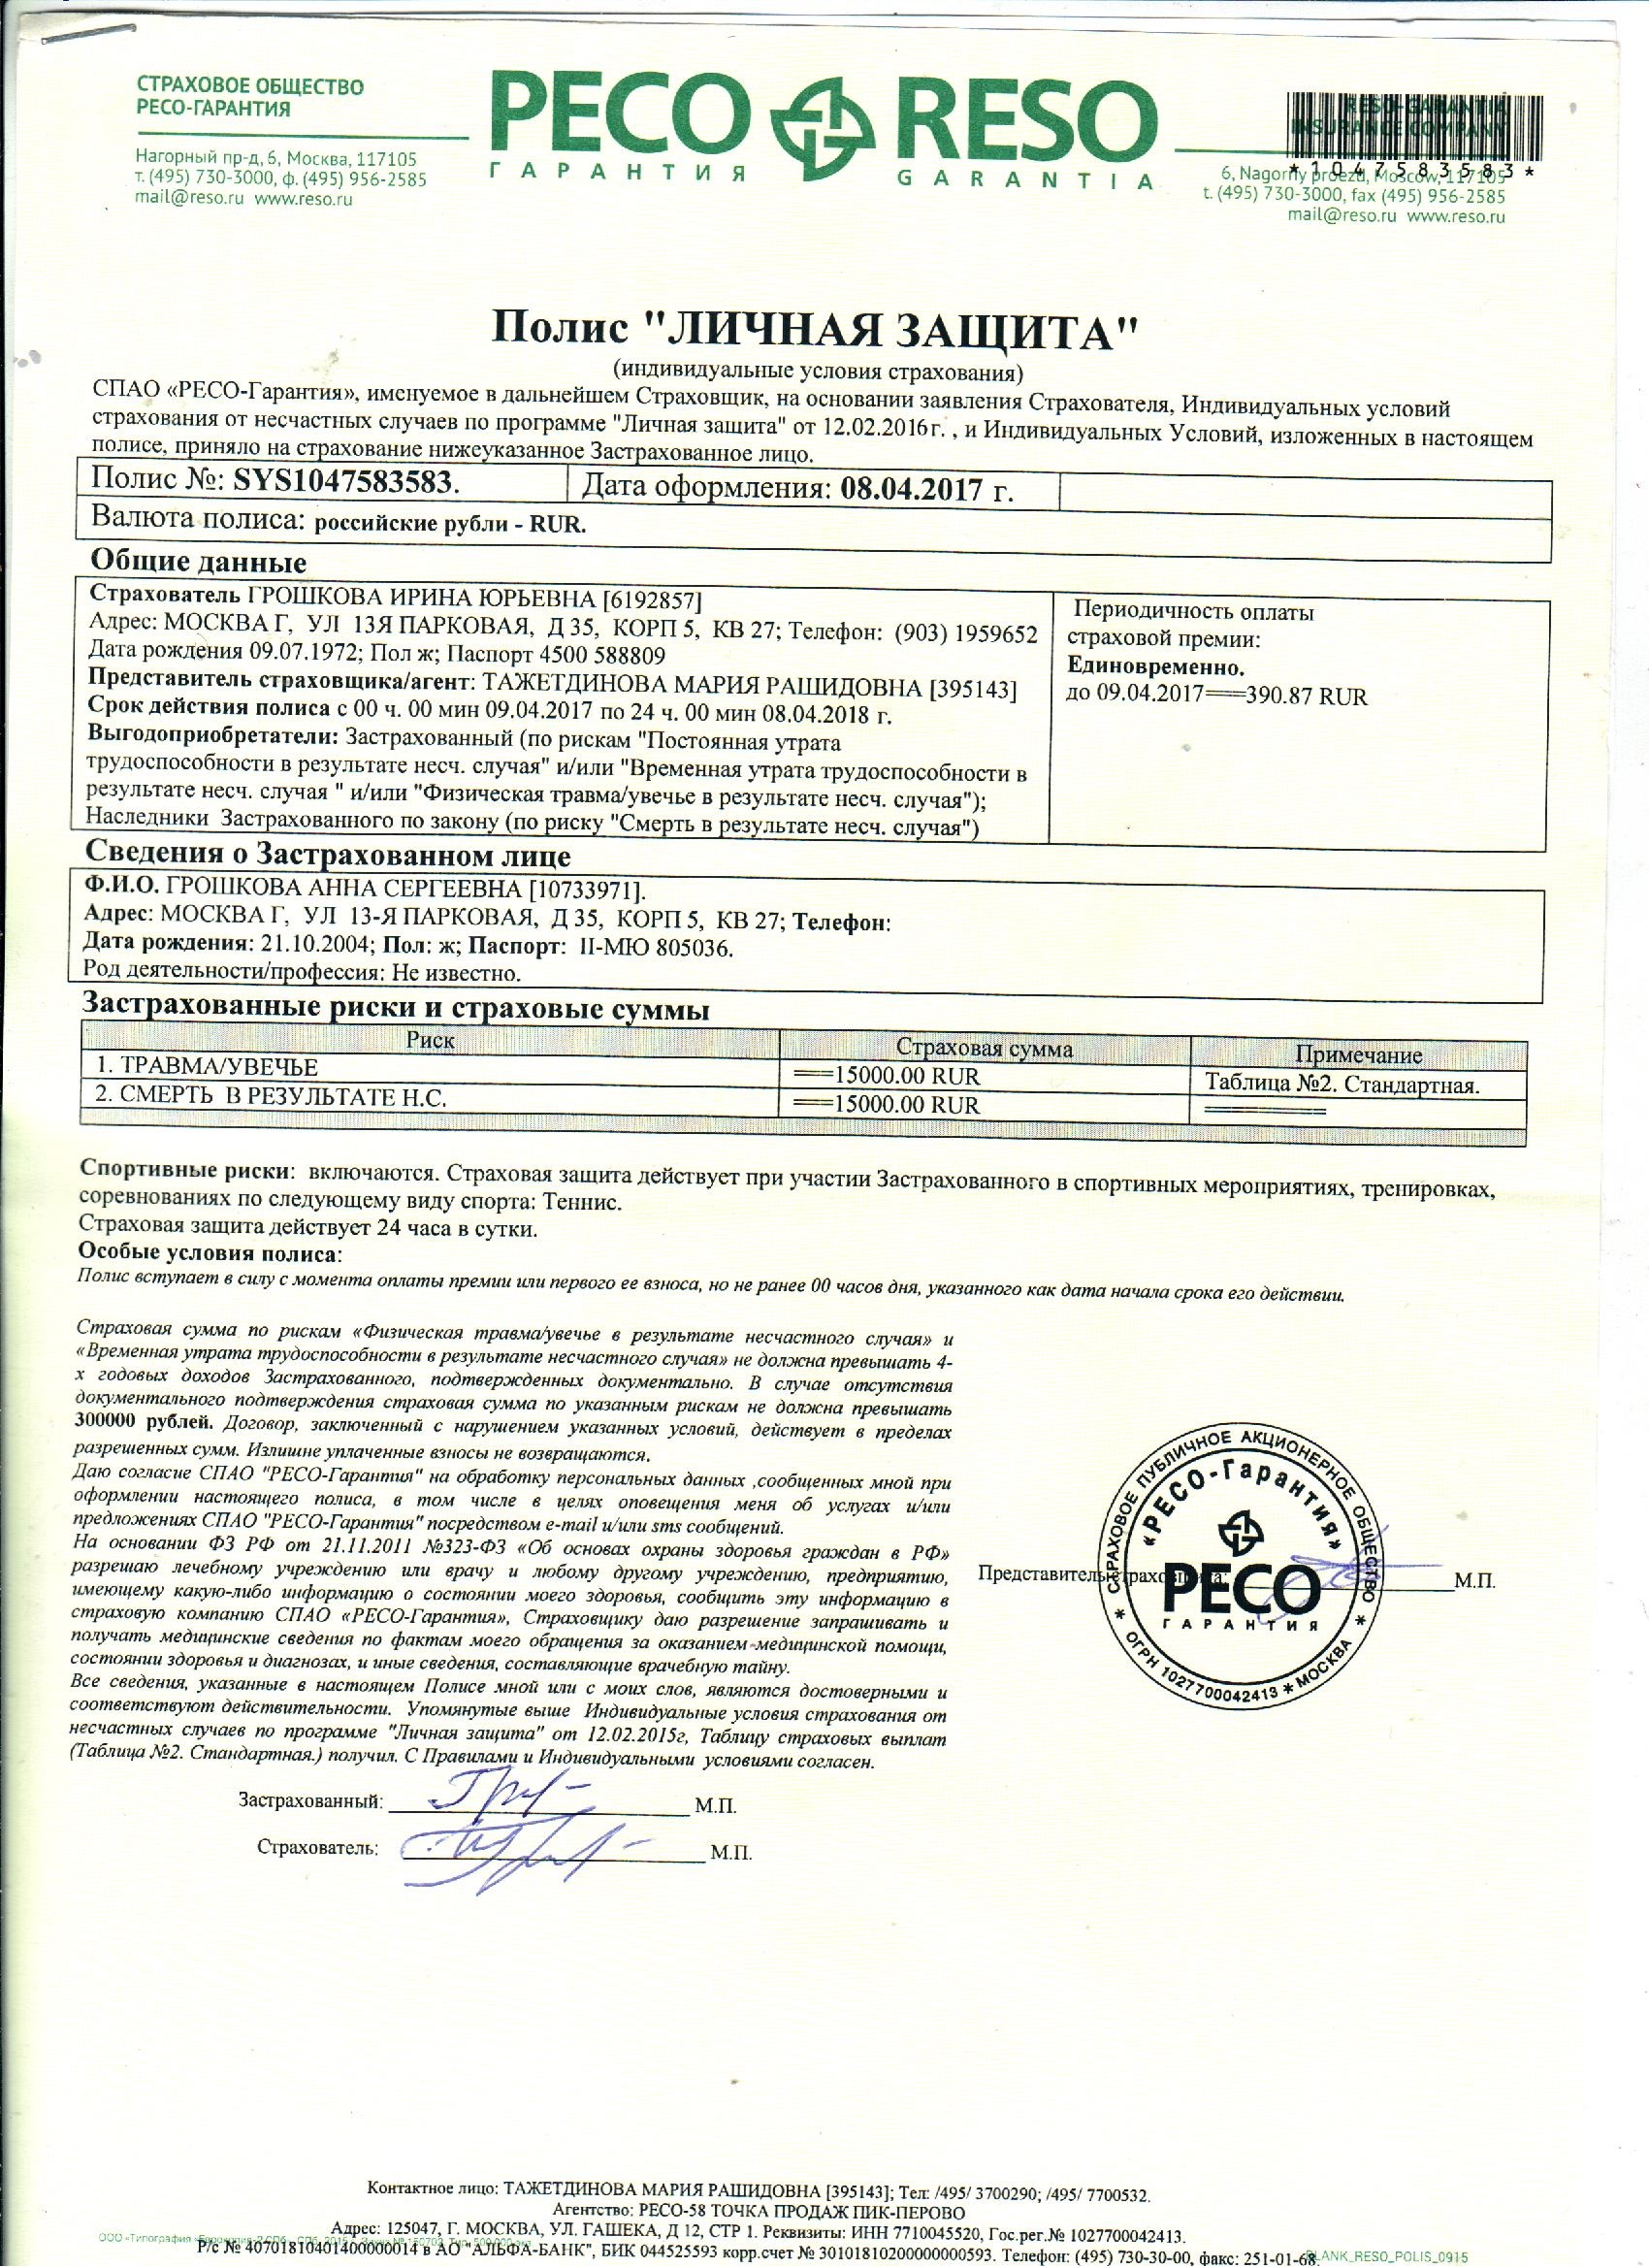 СТРАХОВОЕ ОБЩЕСТВО
РЕСО-ГАРАНТИЯ
Нагорный пр-д, 6, Москва, 117105
т. (495) 730-3000, ф. (495) 956-2585
mail@reso.ru www.reso.ru
РЕСО RESO
ГАРАНТИЯ GARANTIA
RESO-GARANTIA
INSURANCE COMPANY
*1047583583*
6, Nagorny proezd, Moscow, 117105
t. (495) 730-3000, fax (495) 956-2585
mail@reso.ru www.reso.ru
Полис "ЛИЧНАЯ ЗАЩИТА"
(индивидуальные условия страхования)
СПАО «РЕСО-Гарантия», именуемое в дальнейшем Страховщик, на основании заявления Страхователя, Индивидуальных условий
страхования от несчастных случаев по программе "Личная защита" от 12.02.2016г. , и Индивидуальных Условий, изложенных в настоящем
полисе, приняло на страхование нижеуказанное Застрахованное лицо.
Полис №: SYS1047583583. Дата оформления: 08.04.2017 г.
Валюта полиса: российские рубли - RUR.
Общие данные
Страхователь ГРОШКОВА ИРИНА ЮРЬЕВНА [6192857]
Адрес: МОСКВА Г, УЛ 13Я ПАРКОВАЯ, Д 35, КОРП 5, КВ 27; Телефон: (903) 1959652
Дата рождения 09.07.1972; Пол ж; Паспорт 4500 588809
Представитель страховщика/агент: ТАЖЕТДИНОВА МАРИЯ РАШИДОВНА [395143]
Срок действия полиса с 00 ч. 00 мин 09.04.2017 по 24 ч. 00 мин 08.04.2018 г.
Выгодоприобретатели: Застрахованный (по рискам "Постоянная утрата
трудоспособности в результате несч. случая" и/или "Временная утрата трудоспособности в
результате несч. случая " и/или "Физическая травма/увечье в результате несч. случая");
Наследники Застрахованного по закону (по риску "Смерть в результате несч. случая")
Периодичность оплаты
страховой премии:
Единовременно.
до 09.04.2017===390.87 RUR
Сведения о Застрахованном лице
Ф.И.О. ГРОШКОВА АННА СЕРГЕЕВНА [10733971].
Адрес: МОСКВА Г, УЛ 13-Я ПАРКОВАЯ, Д 35, КОРП 5, КВ 27; Телефон:
Дата рождения: 21.10.2004; Пол: ж; Паспорт: II-МЮ 805036.
Род деятельности/профессия: Не известно.
Застрахованные риски и страховые суммы
Риск Страховая сумма Примечание
1. ТРАВМА/УВЕЧЬЕ ===15000.00 RUR Таблица №2. Стандартная.
2. СМЕРТЬ В РЕЗУЛЬТАТЕ Н.С. ===15000.00 RUR =========
Спортивные риски: включаются. Страховая защита действует при участии Застрахованного в спортивных мероприятиях, тренировках,
соревнованиях по следующему виду спорта: Теннис.
Страховая защита действует 24 часа в сутки.
Особые условия полиса:
Полис вступает в силу с момента оплаты премии или первого ее взноса, но не ранее 00 часов дня, указанного как дата начала срока его действии.
Страховая сумма по рискам «Физическая травма/увечье в результате несчастного случая» и
«Временная утрата трудоспособности в результате несчастного случая» не должна превышать 4-
х годовых доходов Застрахованного, подтвержденных документально. В случае отсутствия
документального подтверждения страховая сумма по указанным рискам не должна превышать
300000 рублей. Договор, заключенный с нарушением указанных условий, действует в пределах
разрешенных сумм. Излишне уплаченные взносы не возвращаются.
Даю согласие СПАО "РЕСО-Гарантия" на обработку персональных данных ,сообщенных мной при
оформлении настоящего полиса, в том числе в целях оповещения меня об услугах и/или
предложениях СПАО "РЕСО-Гарантия" посредством e-mail и/или sms сообщений.
На основании ФЗ РФ от 21.11.2011 №323-ФЗ «Об основах охраны здоровья граждан в РФ»
разрешаю лечебному учреждению или врачу и любому другому учреждению, предприятию,
имеющему какую-либо информацию о состоянии моего здоровья, сообщить эту информацию в
страховую компанию СПАО «РЕСО-Гарантия», Страховщику даю разрешение запрашивать и
получать медицинские сведения по фактам моего обращения за оказанием медицинской помощи,
состоянии здоровья и диагнозах, и иные сведения, составляющие врачебную тайну.
Все сведения, указанные в настоящем Полисе мной или с моих слов, являются достоверными и
соответствуют действительности. Упомянутые выше Индивидуальные условия страхования от
несчастных случаев по программе "Личная защита" от 12.02.2015г, Таблицу страховых выплат
(Таблица №2. Стандартная.) получил. С Правилами и Индивидуальными условиями согласен.
Представитель страховщика: М.П.
СТРАХОВОЕ ПУБЛИЧНОЕ АКЦИОНЕРНОЕ ОБЩЕСТВО
«РЕСО-Гарантия»
РЕСО
ГАРАНТИЯ
* ОГРН 1027700042413 * МОСКВА *
Застрахованный: М.П.
Страхователь: М.П.
Контактное лицо: ТАЖЕТДИНОВА МАРИЯ РАШИДОВНА [395143]; Тел: /495/ 3700290; /495/ 7700532.
Агентство: РЕСО-58 ТОЧКА ПРОДАЖ ПИК-ПЕРОВО
Адрес: 125047, Г. МОСКВА, УЛ. ГАШЕКА, Д 12, СТР 1. Реквизиты: ИНН 7710045520, Гос.рег.№ 1027700042413.
Р/с № 40701810401400000014 в АО "АЛЬФА-БАНК", БИК 044525593 корр.счет № 30101810200000000593. Телефон: (495) 730-30-00, факс: 251-01-68.
ООО «Типография
BLANK_RESO_POLIS_0915